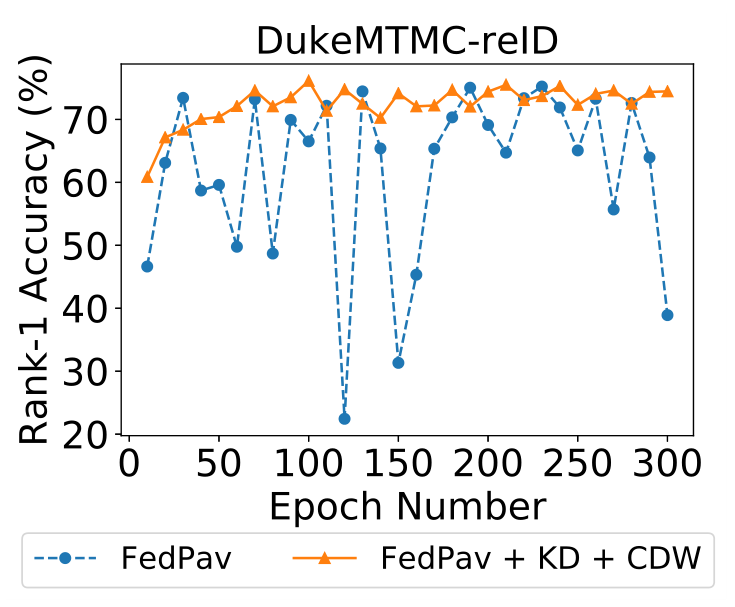 DukeMTMC-reID
Rank-1 Accuracy (%)
70
60
50
40
30
20
0 50 100 150 200 250 300
Epoch Number
FedPav FedPav + KD + CDW